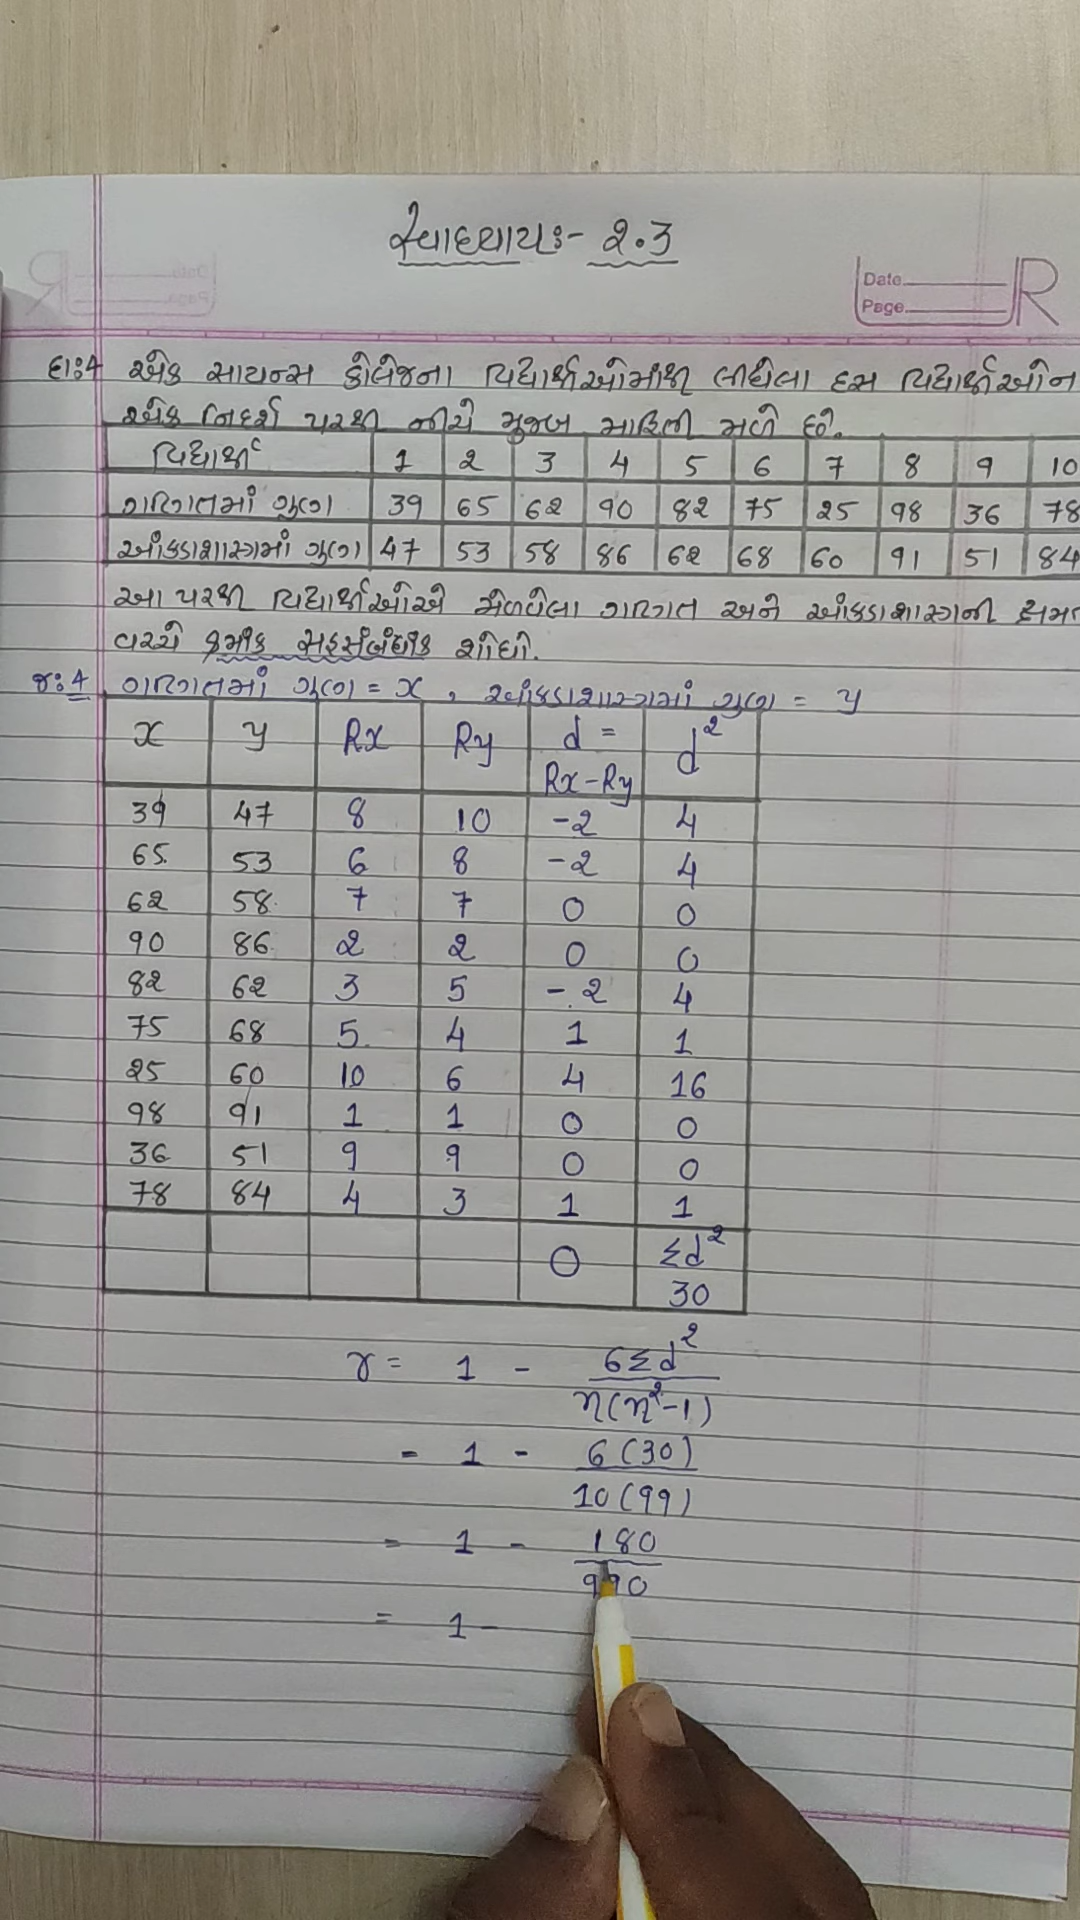 સ્વાધ્યાય:- 2.3
Date
Page
R
દા:4 એક સાયન્સ કોલેજના વિદ્યાર્થીઓમાંથી લીધેલા દસ વિદ્યાર્થીઓન
એક નિદર્શ પરથી નીચે મુજબ માહિતી મળે છે.
વિદ્યાર્થી 1 2 3 4 5 6 7 8 9 10
ગણિતમાં ગુણ 39 65 62 90 82 75 25 98 36 78
આંકડાશાસ્ત્રમાં ગુણ 47 53 58 86 62 68 60 91 51 84
આ પરથી વિદ્યાર્થીઓએ મેળવેલા ગણિત અને આંકડાશાસ્ત્રની ક્ષમત
વચ્ચે ક્રમાંક સહસંબંધાંક શોધો.
જ:4 ગણિતમાં ગુણ = x , આંકડાશાસ્ત્રમાં ગુણ = y
x y Rx Ry d = Rx-Ry d²
39 47 8 10 -2 4
65 53 6 8 -2 4
62 58 7 7 0 0
90 86 2 2 0 0
82 62 3 5 -2 4
75 68 5 4 1 1
25 60 10 6 4 16
98 91 1 1 0 0
36 51 9 9 0 0
78 84 4 3 1 1
0 Σd² 30
r = 1 - 6Σd² / n(n²-1)
= 1 - 6(30) / 10(99)
= 1 - 180 / 990
= 1 -